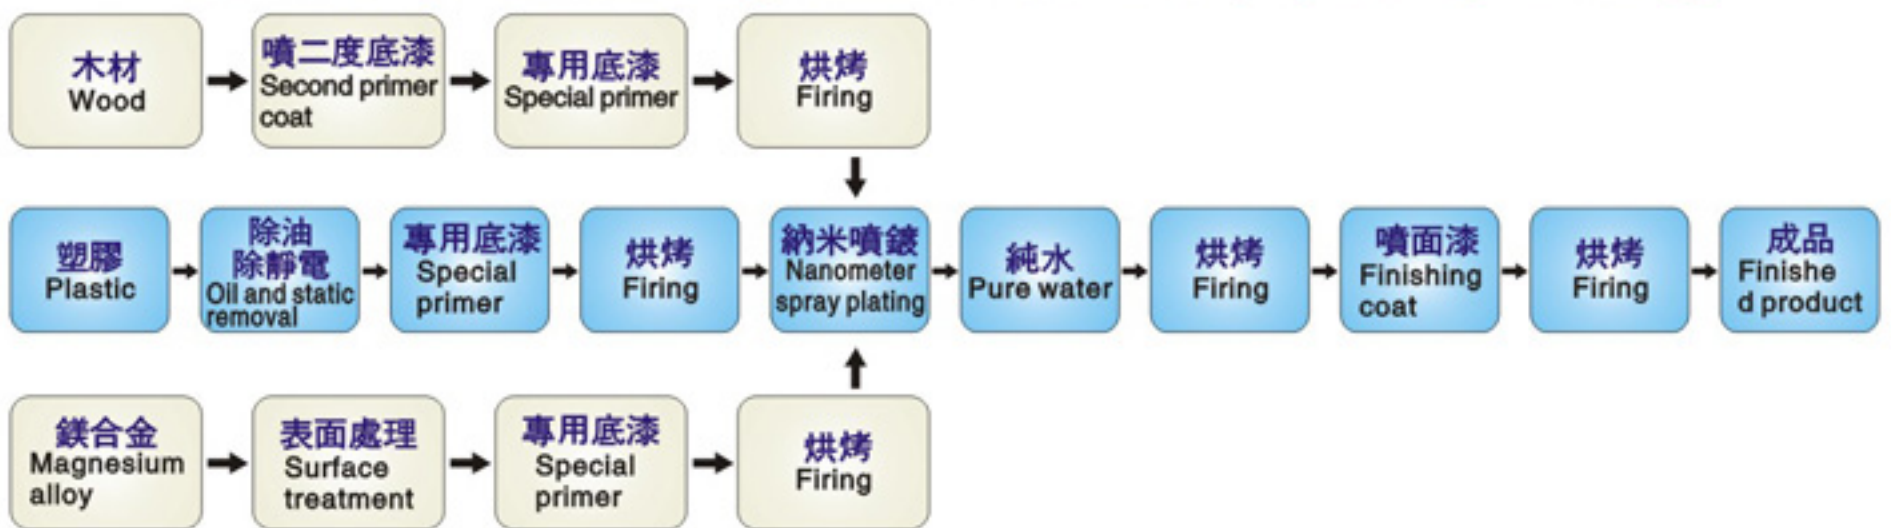 木材
Wood
噴二度底漆
Second primer
coat
專用底漆
Special primer
烘烤
Firing
塑膠
Plastic
除油
除靜電
Oil and static
removal
專用底漆
Special
primer
烘烤
Firing
納米噴鍍
Nanometer
spray plating
純水
Pure water
烘烤
Firing
噴面漆
Finishing
coat
烘烤
Firing
成品
Finishe
d product
鎂合金
Magnesium
alloy
表面處理
Surface
treatment
專用底漆
Special
primer
烘烤
Firing